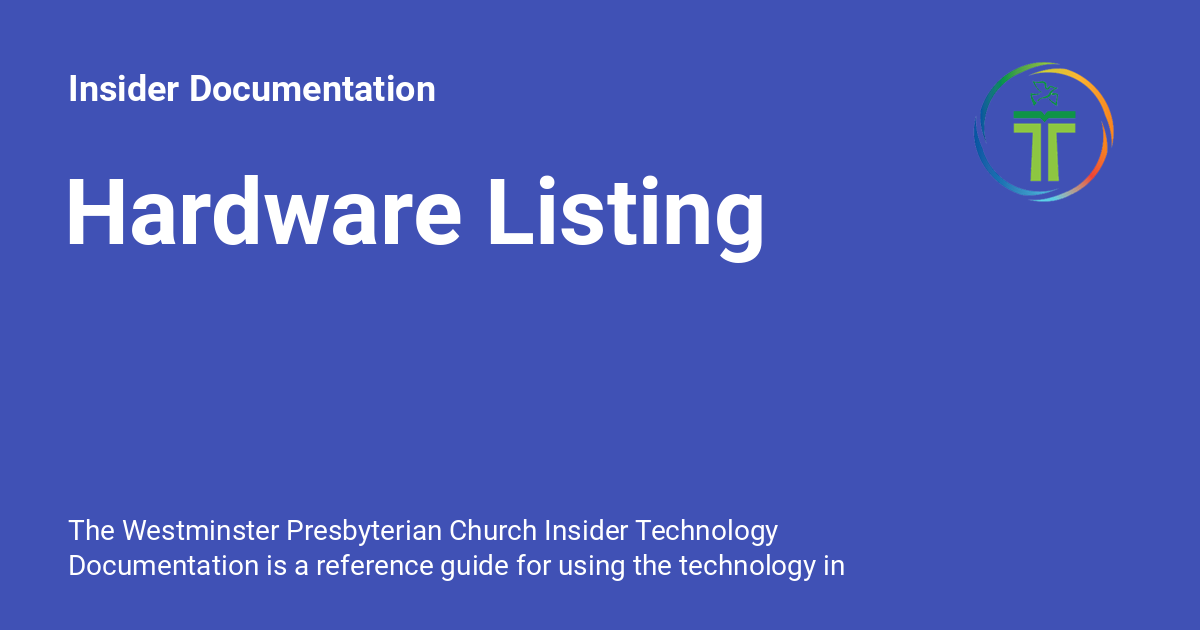 Insider Documentation
Hardware Listing
The Westminster Presbyterian Church Insider Technology
Documentation is a reference guide for using the technology in